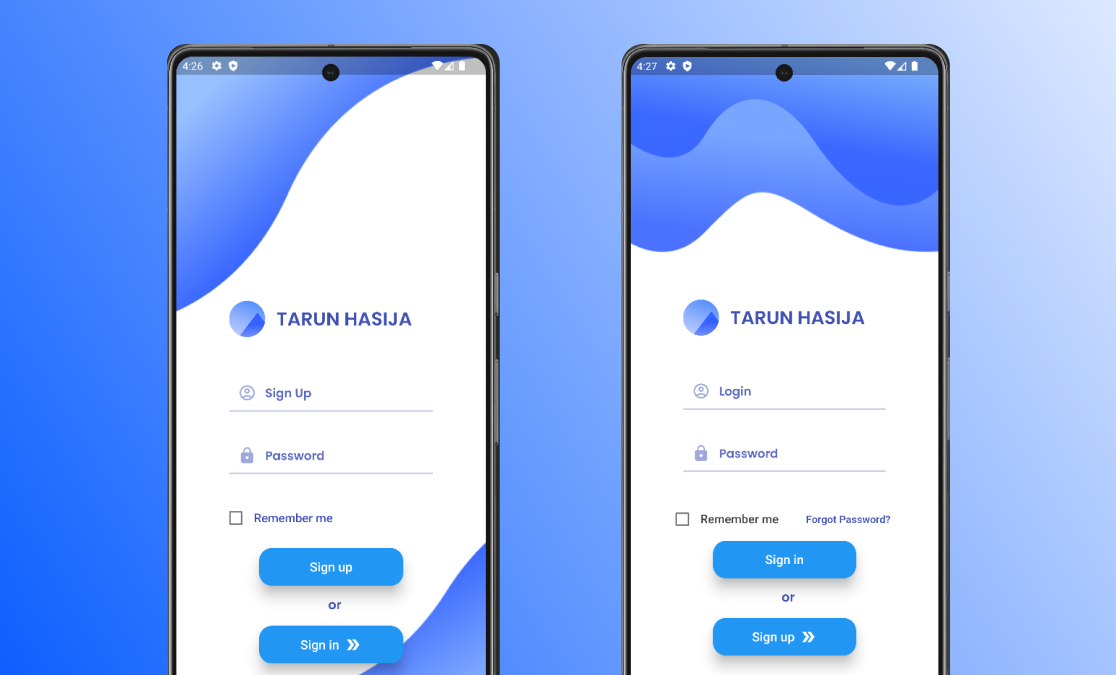 4:26
TARUN HASIJA
Sign Up
Password
Remember me
Sign up
or
Sign in
4:27
TARUN HASIJA
Login
Password
Remember me Forgot Password?
Sign in
or
Sign up